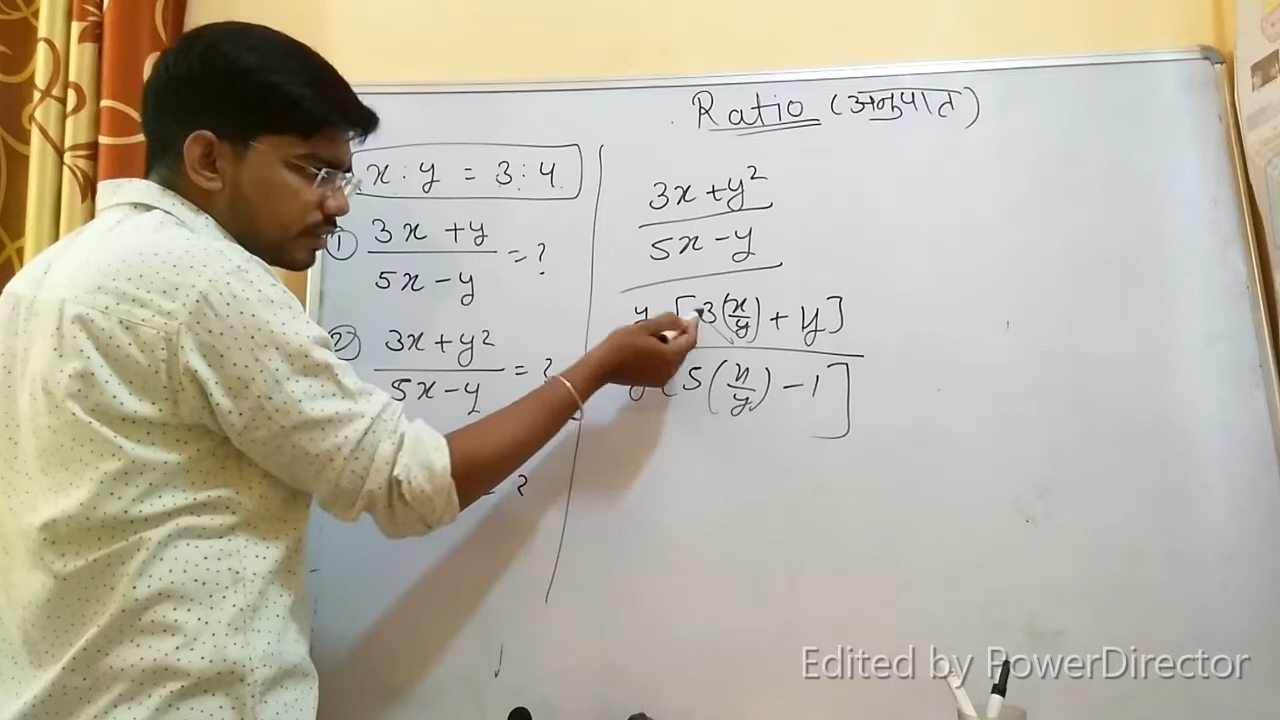 Ratio (अनुपात)
x : y = 3 : 4
① 3x + y
5x - y
= ?
② 3x + y²
5x - y
= ?
= ?
3x + y²
5x - y
y [3(x/y) + y]
y [5(x/y) - 1]
Edited by PowerDirector